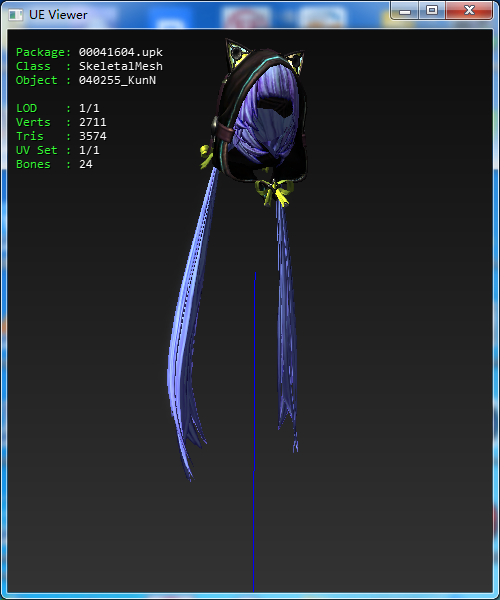 UE Viewer
Package: 00041604.upk
Class : SkeletalMesh
Object : 040255_KunN
LOD : 1/1
Verts : 2711
Tris : 3574
UV Set : 1/1
Bones : 24